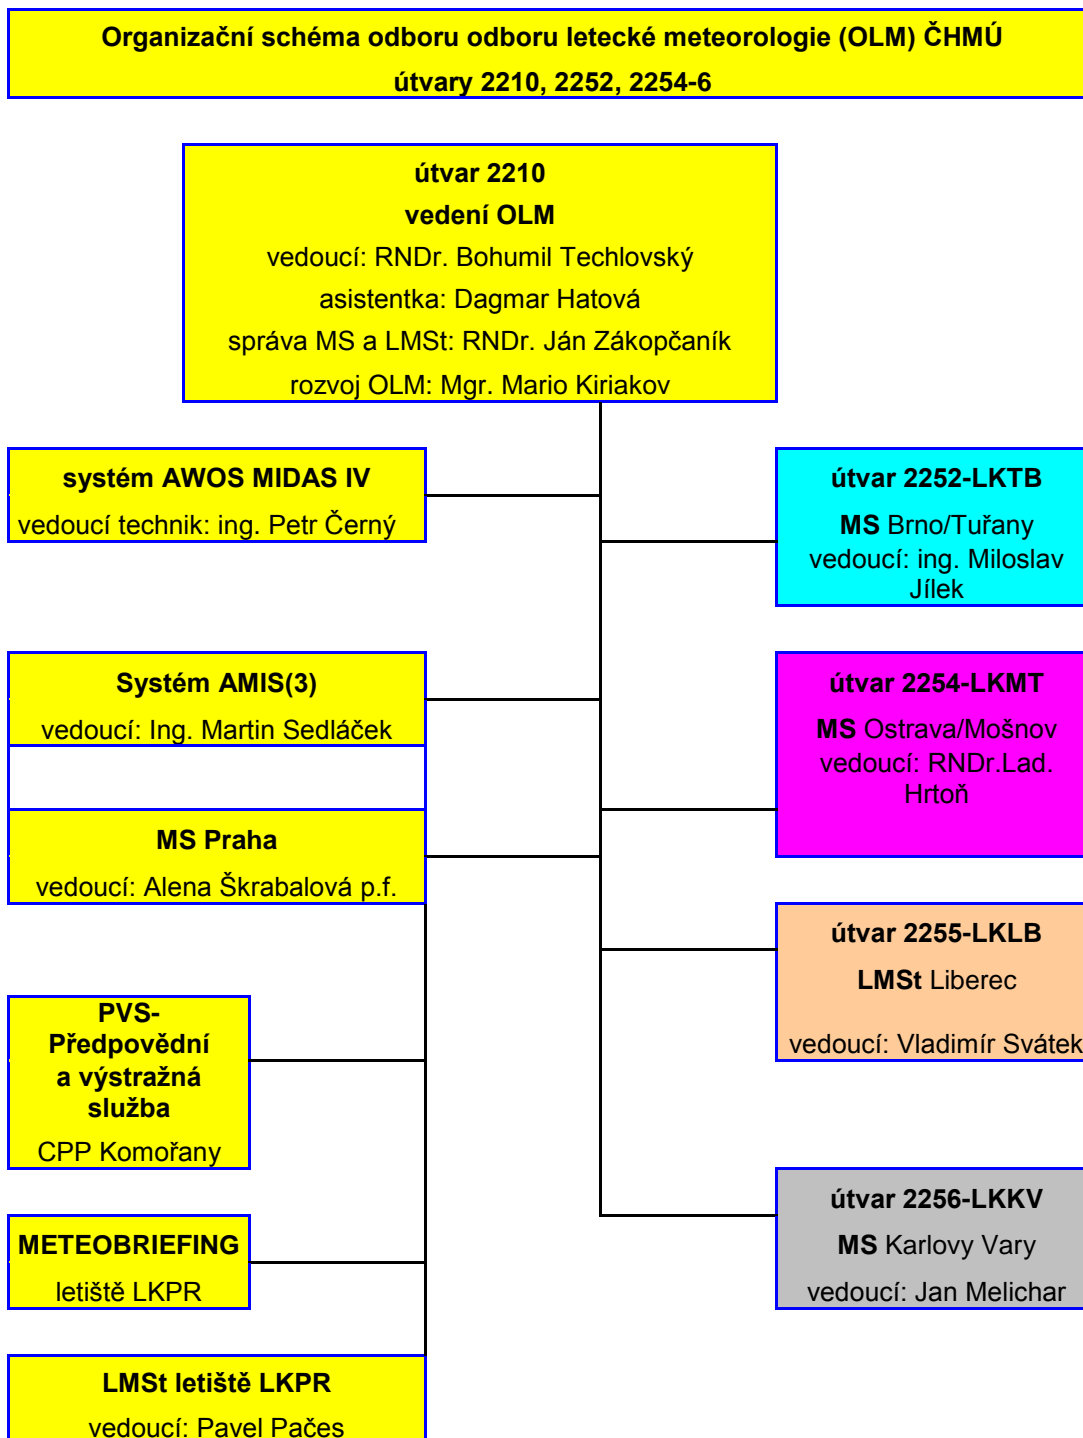 Organizační schéma odboru odboru letecké meteorologie (OLM) ČHMÚ
útvary 2210, 2252, 2254-6
útvar 2210
vedení OLM
vedoucí: RNDr. Bohumil Techlovský
asistentka: Dagmar Hatová
správa MS a LMSt: RNDr. Ján Zákopčaník
rozvoj OLM: Mgr. Mario Kiriakov
systém AWOS MIDAS IV
vedoucí technik: ing. Petr Černý
útvar 2252-LKTB
MS Brno/Tuřany
vedoucí: ing. Miloslav
Jílek
Systém AMIS(3)
vedoucí: Ing. Martin Sedláček
útvar 2254-LKMT
MS Ostrava/Mošnov
vedoucí: RNDr.Lad.
Hrtoň
MS Praha
vedoucí: Alena Škrabalová p.f.
útvar 2255-LKLB
LMSt Liberec
vedoucí: Vladimír Svátek
PVS-
Předpovědní
a výstražná
služba
CPP Komořany
útvar 2256-LKKV
MS Karlovy Vary
vedoucí: Jan Melichar
METEOBRIEFING
letiště LKPR
LMSt letiště LKPR
vedoucí: Pavel Pačes